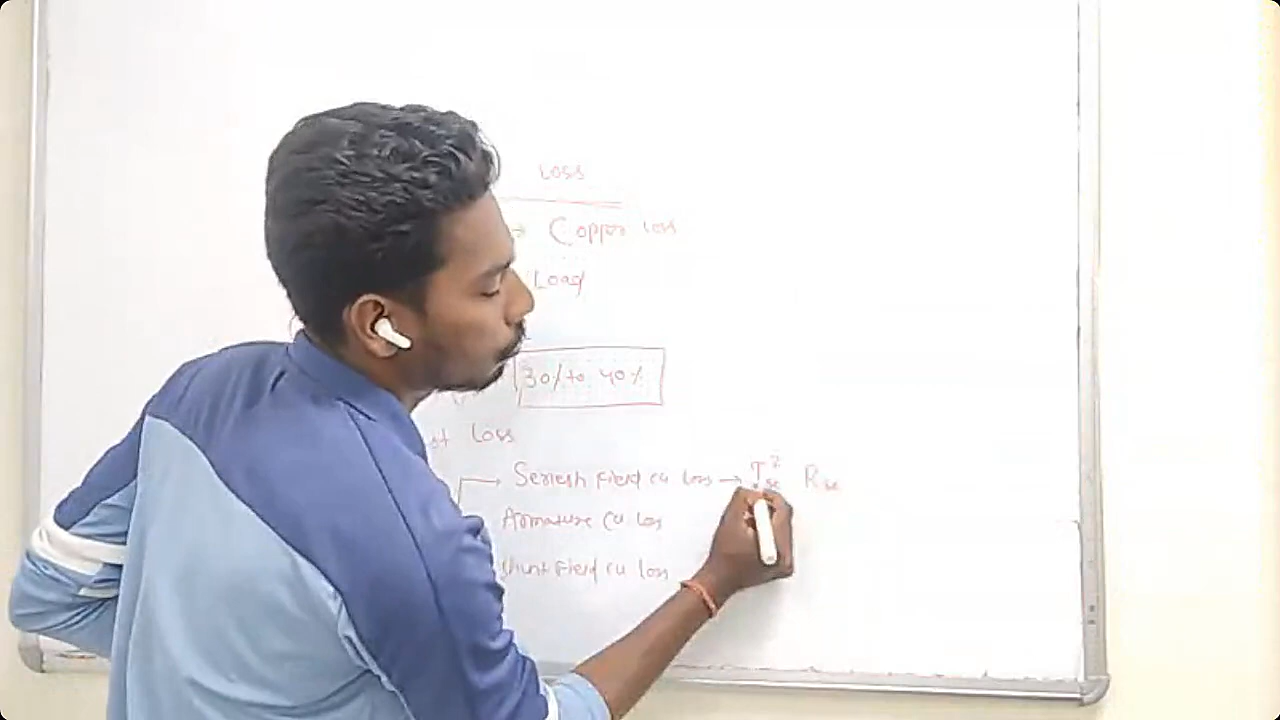 Loss
→ Copper Loss
Load
30% to 40%
st Loss
→ Seriesh Field cu Loss → I²se Rse
Armature cu Loss
Shunt Field cu Loss